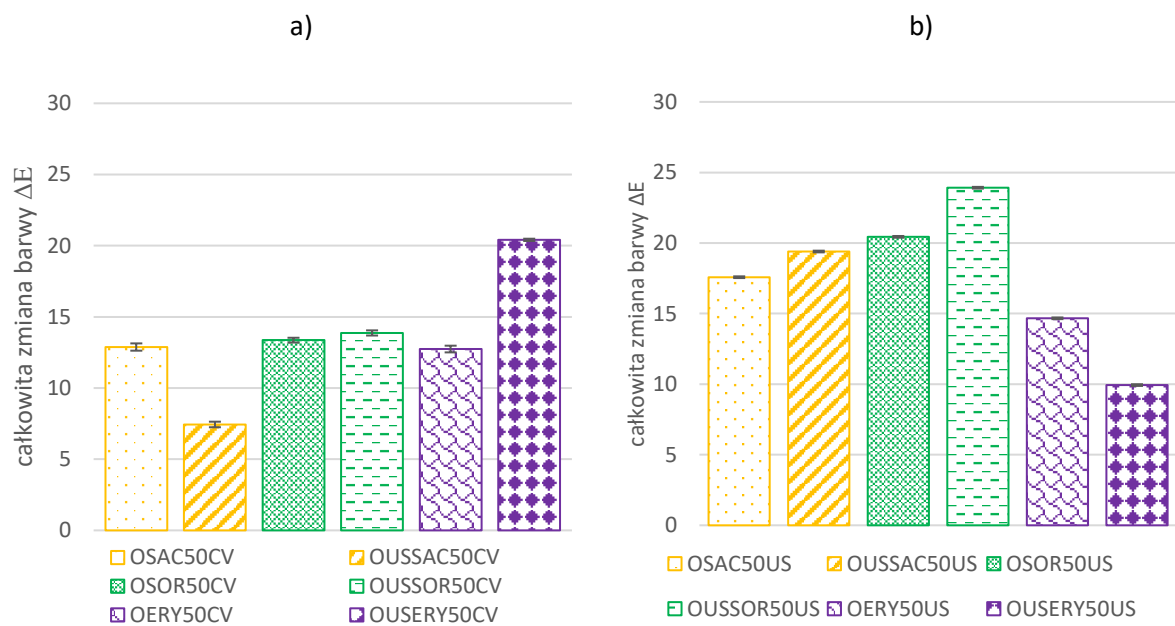 a)
całkowita zmiana barwy ΔE
30
25
20
15
10
5
0
OSAC50CV OUSSAC50CV
OSOR50CV OUSSOR50CV
OERY50CV OUSERY50CV
b)
całkowita zmiana barwy ΔE
30
25
20
15
10
5
0
OSAC50US OUSSAC50US OSOR50US
OUSSOR50US OERY50US OUSERY50US